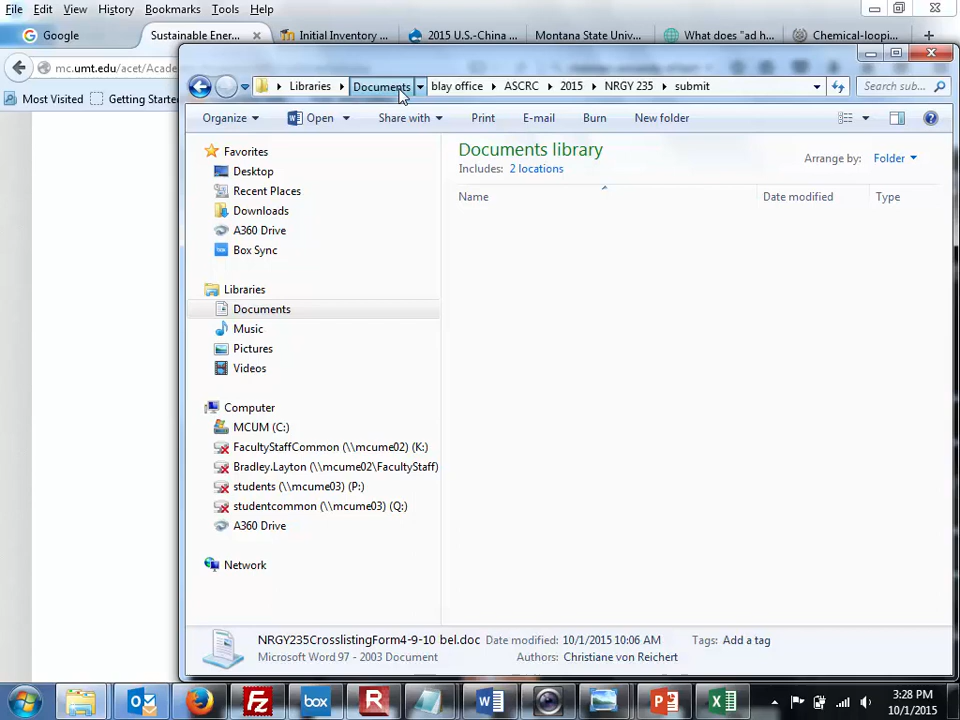 File Edit View History Bookmarks Tools Help
Google Sustainable Ener... Initial Inventory ... 2015 U.S.-China ... Montana State Univ... What does "ad h... Chemical-loopin...
mc.umt.edu/acet/Acade
Most Visited Getting Starte
Libraries Documents blay office ASCRC 2015 NRGY 235 submit Search sub...
Organize Open Share with Print E-mail Burn New folder
Favorites
Desktop
Recent Places
Downloads
A360 Drive
Box Sync
Libraries
Documents
Music
Pictures
Videos
Computer
MCUM (C:)
FacultyStaffCommon (\\mcume02) (K:)
Bradley.Layton (\\mcume02\FacultyStaff)
students (\\mcume03) (P:)
studentcommon (\\mcume03) (Q:)
A360 Drive
Network
Documents library
Includes: 2 locations
Arrange by: Folder
Name Date modified Type
NRGY235CrosslistingForm4-9-10 bel.doc Date modified: 10/1/2015 10:06 AM Tags: Add a tag
Microsoft Word 97 - 2003 Document Authors: Christiane von Reichert
box
3:28 PM
10/1/2015